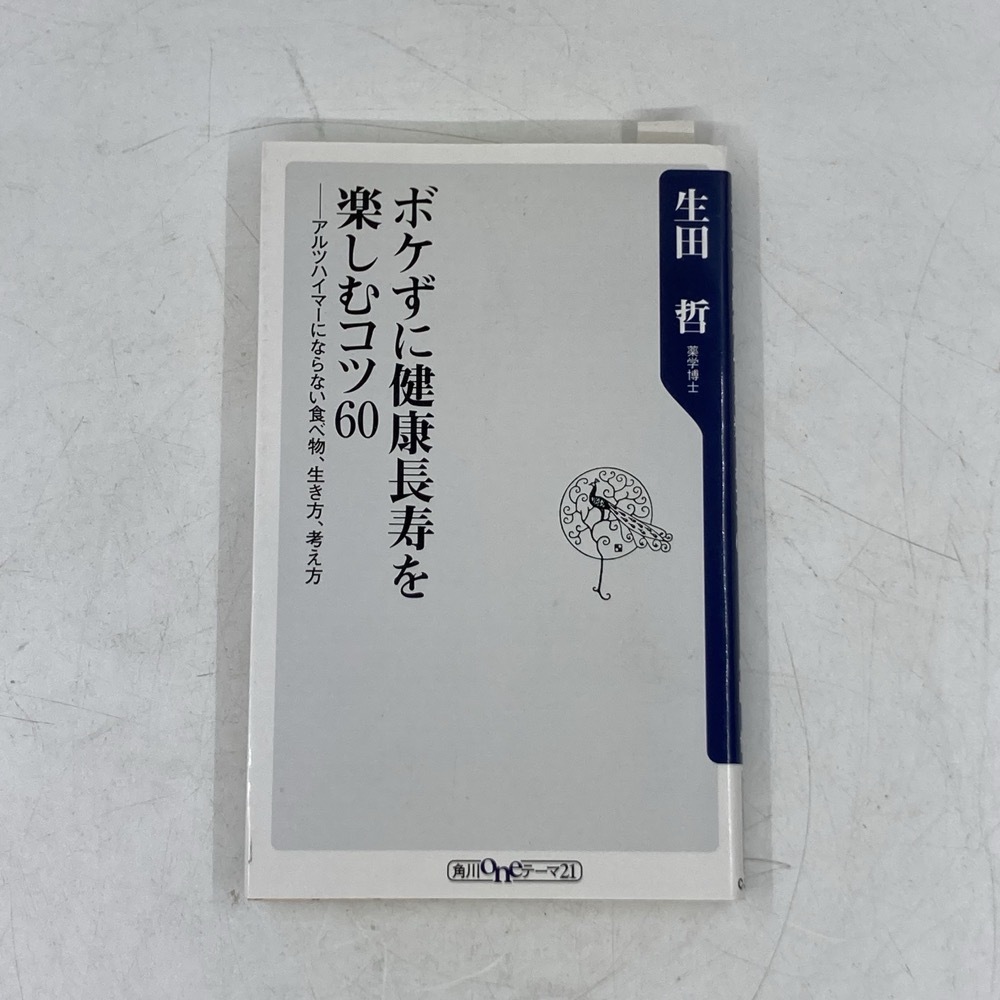 生田 哲
薬学博士
ボケずに健康長寿を
楽しむコツ60
──アルツハイマーにならない食べ物、生き方、考え方
角川oneテーマ21